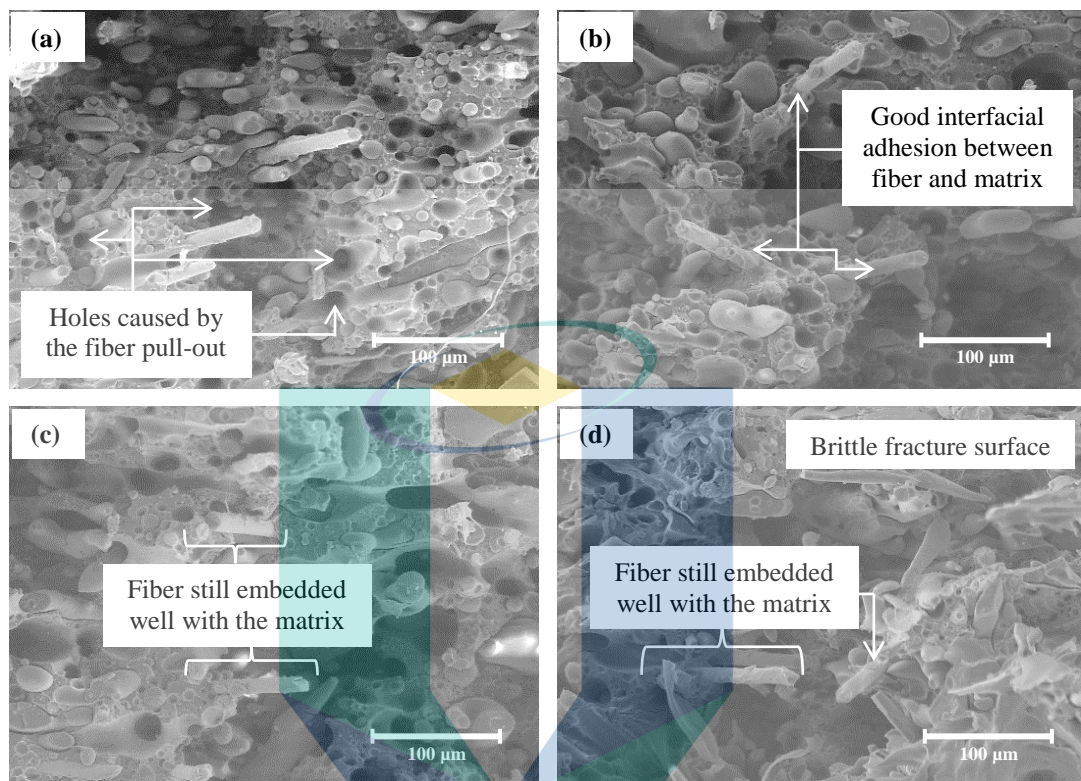 (a)
Holes caused by
the fiber pull-out
100 µm
(b)
Good interfacial
adhesion between
fiber and matrix
100 µm
(c)
Fiber still embedded
well with the matrix
100 µm
(d)
Brittle fracture surface
Fiber still embedded
well with the matrix
100 µm